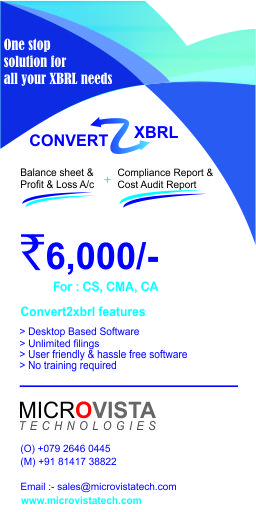 One stop
solution for
all your XBRL needs
CONVERT2XBRL
Balance sheet & Profit & Loss A/c
+
Compliance Report & Cost Audit Report
₹6,000/-
For : CS, CMA, CA
Convert2xbrl features
> Desktop Based Software
> Unlimited filings
> User friendly & hassle free software
> No training required
MICROVISTA
TECHNOLOGIES
(O) +079 2646 0445
(M) +91 81417 38822
Email :- sales@microvistatech.com
www.microvistatech.com